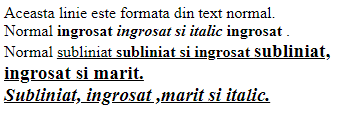 Aceasta linie este formata din text normal.
Normal ingrosat ingrosat si italic ingrosat .
Normal subliniat subliniat si ingrosat subliniat,
ingrosat si marit.
Subliniat, ingrosat ,marit si italic.